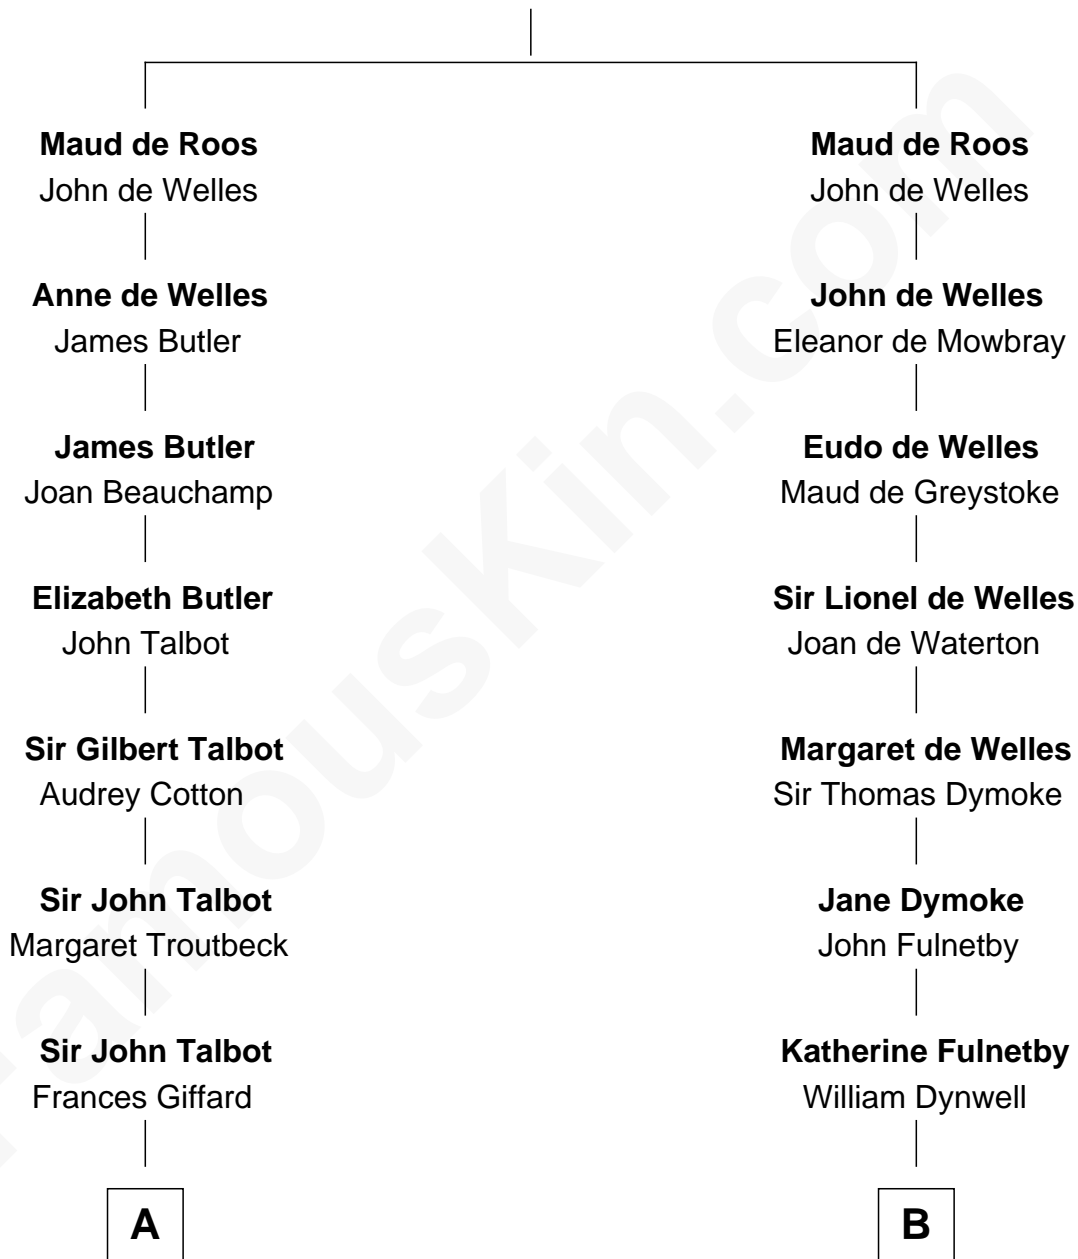 Maud de Roos
John de Welles
Anne de Welles
James Butler
James Butler
Joan Beauchamp
Elizabeth Butler
John Talbot
Sir Gilbert Talbot
Audrey Cotton
Sir John Talbot
Margaret Troutbeck
Sir John Talbot
Frances Giffard
A
Maud de Roos
John de Welles
John de Welles
Eleanor de Mowbray
Eudo de Welles
Maud de Greystoke
Sir Lionel de Welles
Joan de Waterton
Margaret de Welles
Sir Thomas Dymoke
Jane Dymoke
John Fulnetby
Katherine Fulnetby
William Dynwell
B
FamousKin.com